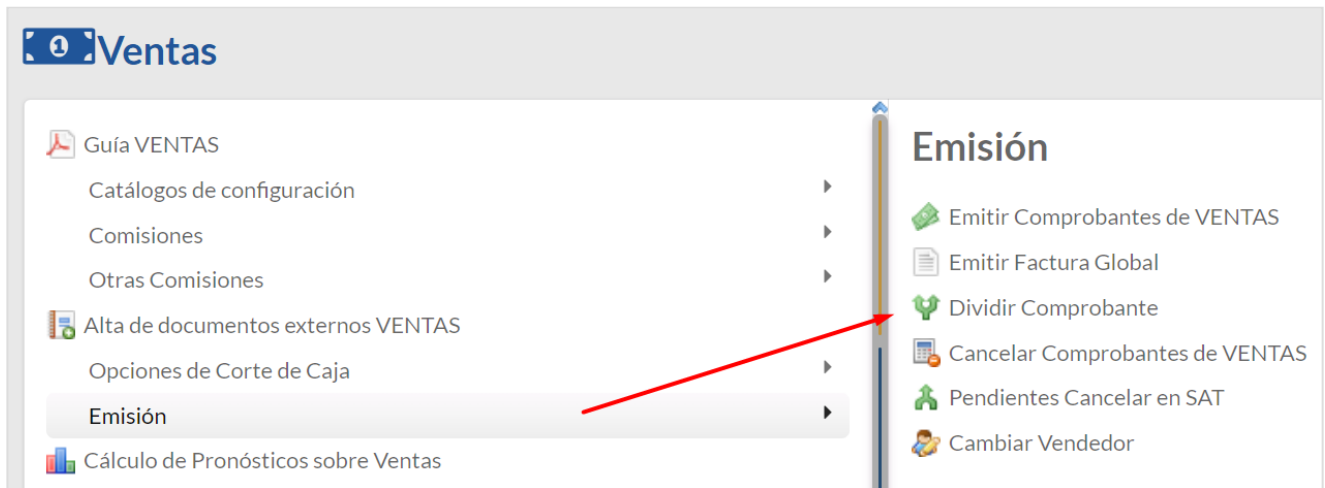 1 Ventas
Guía VENTAS
Catálogos de configuración
Comisiones
Otras Comisiones
Alta de documentos externos VENTAS
Opciones de Corte de Caja
Emisión
Cálculo de Pronósticos sobre Ventas
Emisión
Emitir Comprobantes de VENTAS
Emitir Factura Global
Dividir Comprobante
Cancelar Comprobantes de VENTAS
Pendientes Cancelar en SAT
Cambiar Vendedor